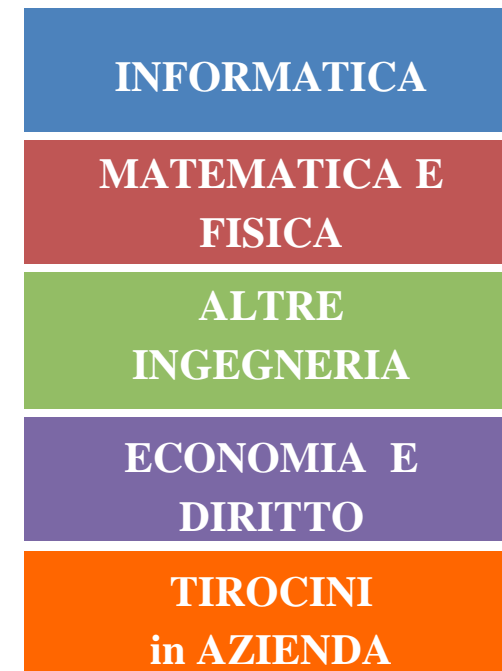 INFORMATICA
MATEMATICA E
FISICA
ALTRE
INGEGNERIA
ECONOMIA E
DIRITTO
TIROCINI
in AZIENDA